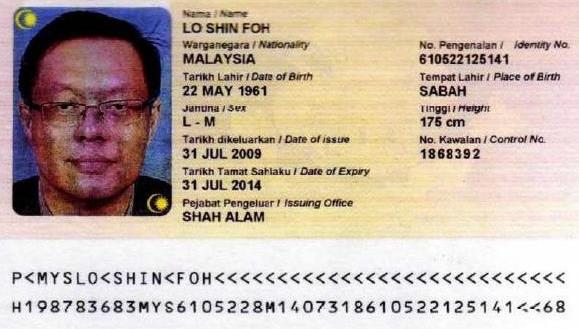 Nama / Name
LO SHIN FOH
Warganegara / Nationality
No. Pengenalan / Identity No.
MALAYSIA
610522125141
Tarikh Lahir / Date of Birth
Tempat Lahir / Place of Birth
22 MAY 1961
SABAH
Jantina / Sex
Tinggi / Height
L - M
175 cm
Tarikh dikeluarkan / Date of issue
No. Kawalan / Control No.
31 JUL 2009
1868392
Tarikh Tamat Sahlaku / Date of Expiry
31 JUL 2014
Pejabat Pengeluar / Issuing Office
SHAH ALAM
P<MYSLO<SHIN<FOH<<<<<<<<<<<<<<<<<<<<<<<<<<<<
H198783683MYS6105228M1407318610522125141<<68